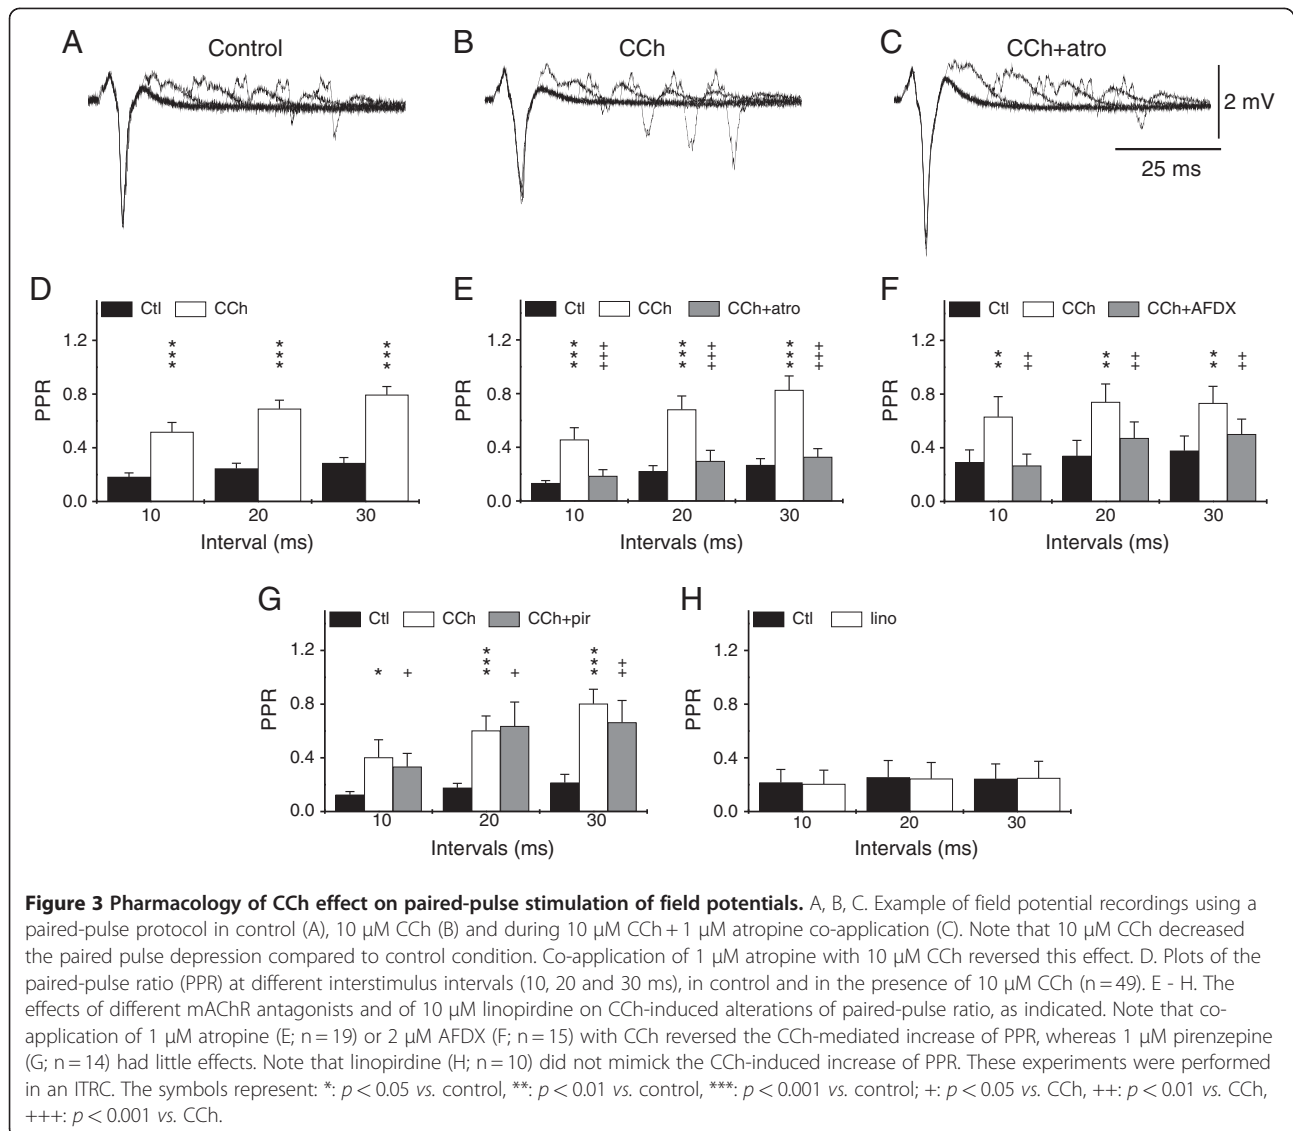 A
Control
B
CCh
C
CCh+atro
2 mV
25 ms
D
Ctl CCh
1.2
0.8
0.4
0.0
PPR
***
***
***
10 20 30
Interval (ms)
E
Ctl CCh CCh+atro
1.2
0.8
0.4
0.0
PPR
*** +++
*** +++
*** +++
10 20 30
Intervals (ms)
F
Ctl CCh CCh+AFDX
1.2
0.8
0.4
0.0
PPR
** ++
** ++
** ++
10 20 30
Intervals (ms)
G
Ctl CCh CCh+pir
1.2
0.8
0.4
0.0
PPR
* +
*** +
*** ++
10 20 30
Intervals (ms)
H
Ctl lino
1.2
0.8
0.4
0.0
PPR
10 20 30
Intervals (ms)
Figure 3 Pharmacology of CCh effect on paired-pulse stimulation of field potentials. A, B, C. Example of field potential recordings using a
paired-pulse protocol in control (A), 10 μM CCh (B) and during 10 μM CCh + 1 μM atropine co-application (C). Note that 10 μM CCh decreased
the paired pulse depression compared to control condition. Co-application of 1 μM atropine with 10 μM CCh reversed this effect. D. Plots of the
paired-pulse ratio (PPR) at different interstimulus intervals (10, 20 and 30 ms), in control and in the presence of 10 μM CCh (n = 49). E - H. The
effects of different mAChR antagonists and of 10 μM linopirdine on CCh-induced alterations of paired-pulse ratio, as indicated. Note that co-
application of 1 μM atropine (E; n = 19) or 2 μM AFDX (F; n = 15) with CCh reversed the CCh-mediated increase of PPR, whereas 1 μM pirenzepine
(G; n = 14) had little effects. Note that linopirdine (H; n = 10) did not mimick the CCh-induced increase of PPR. These experiments were performed
in an ITRC. The symbols represent: *: p < 0.05 vs. control, **: p < 0.01 vs. control, ***: p < 0.001 vs. control; +: p < 0.05 vs. CCh, ++: p < 0.01 vs. CCh,
+++: p < 0.001 vs. CCh.